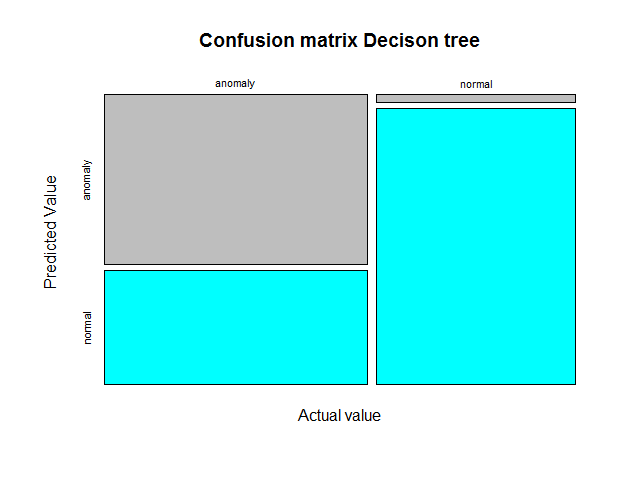 Confusion matrix Decison tree
anomaly
normal
anomaly
normal
Predicted Value
Actual value